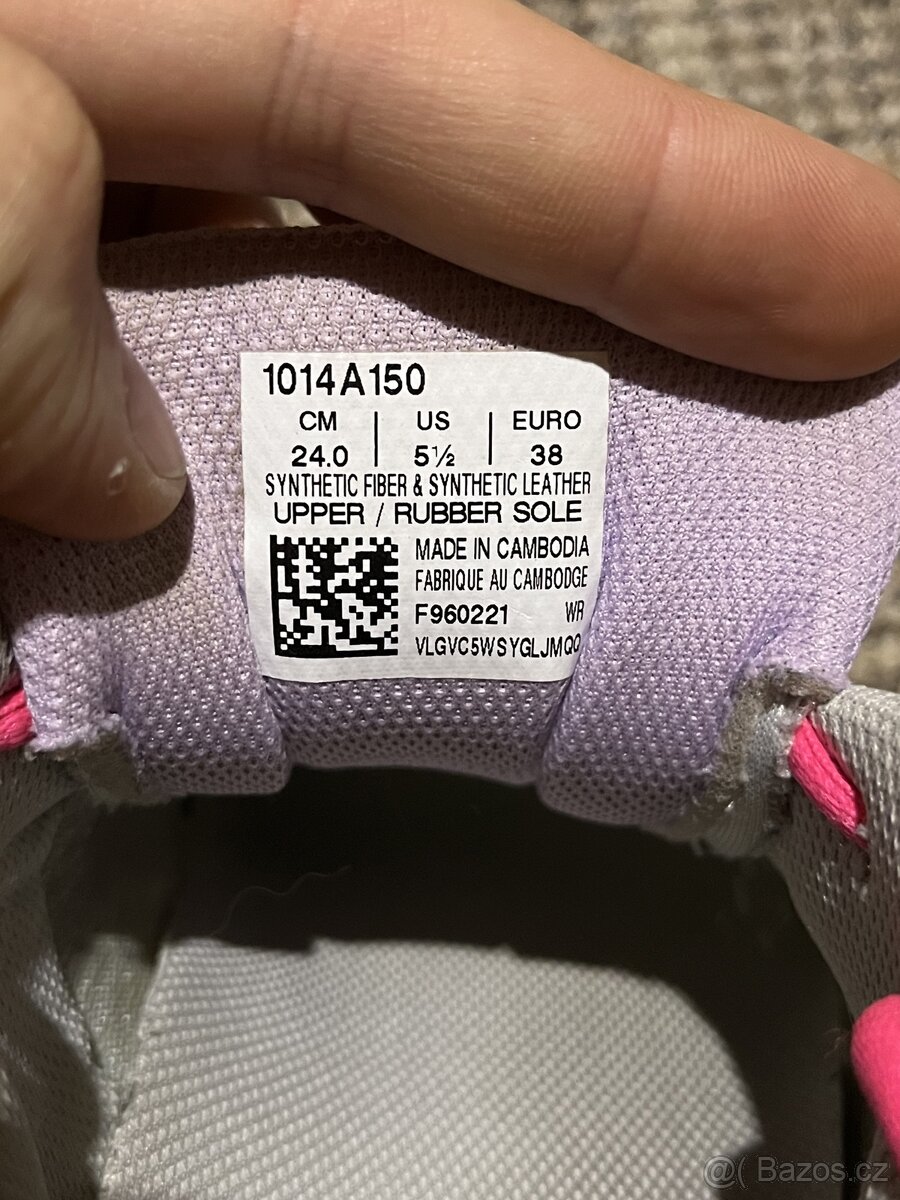 1014A150
CM | US | EURO
24.0 | 5½ | 38
SYNTHETIC FIBER & SYNTHETIC LEATHER
UPPER / RUBBER SOLE
MADE IN CAMBODIA
FABRIQUE AU CAMBODGE
F960221 WR
VLGVC5WSYGLJMQQ
@( Bazos.cz